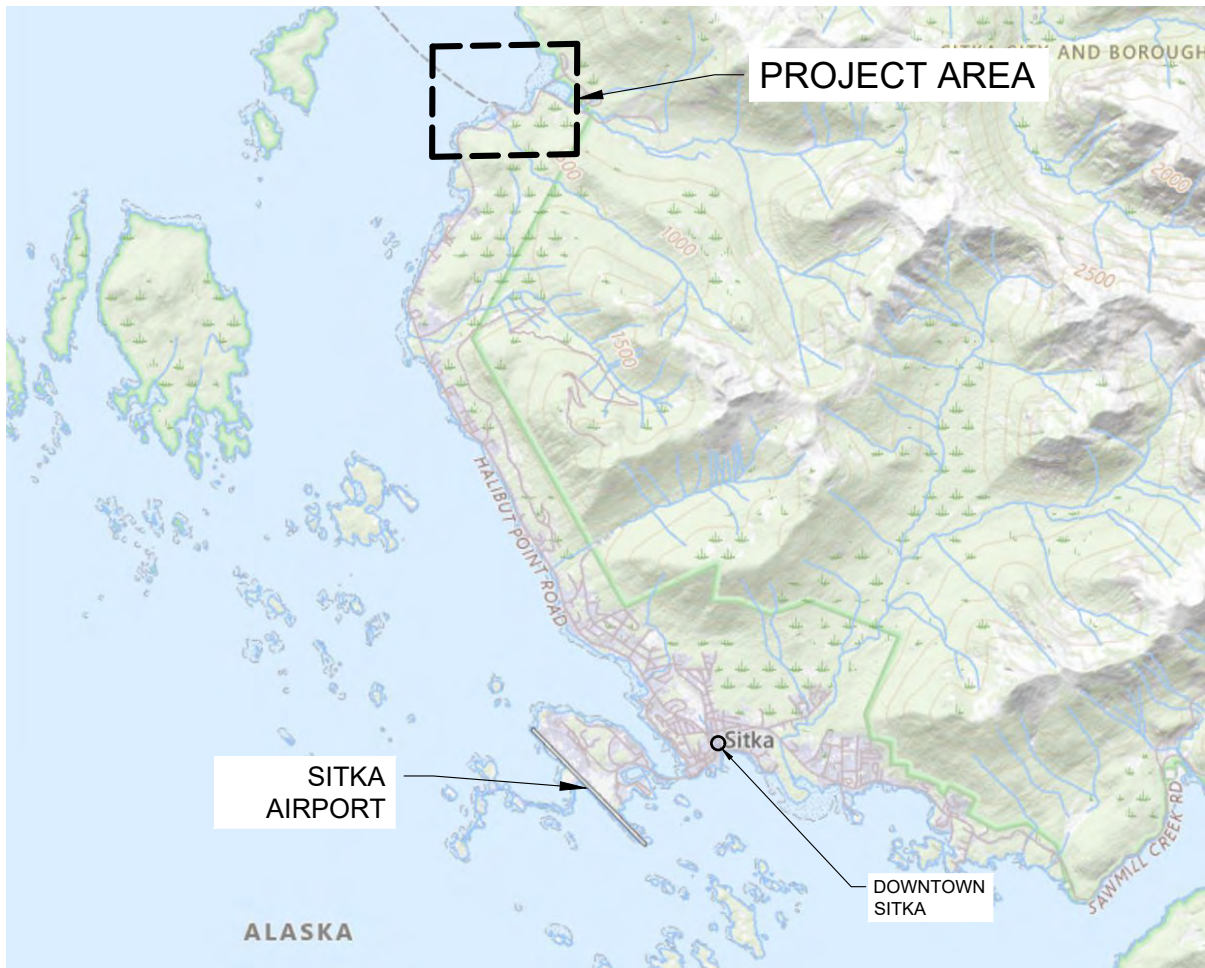 SITKA CITY AND BOROUGH
PROJECT AREA
500
2000
1000
2500
1500
HALIBUT POINT ROAD
Sitka
SITKA
AIRPORT
SAWMILL CREEK RD
DOWNTOWN
SITKA
ALASKA